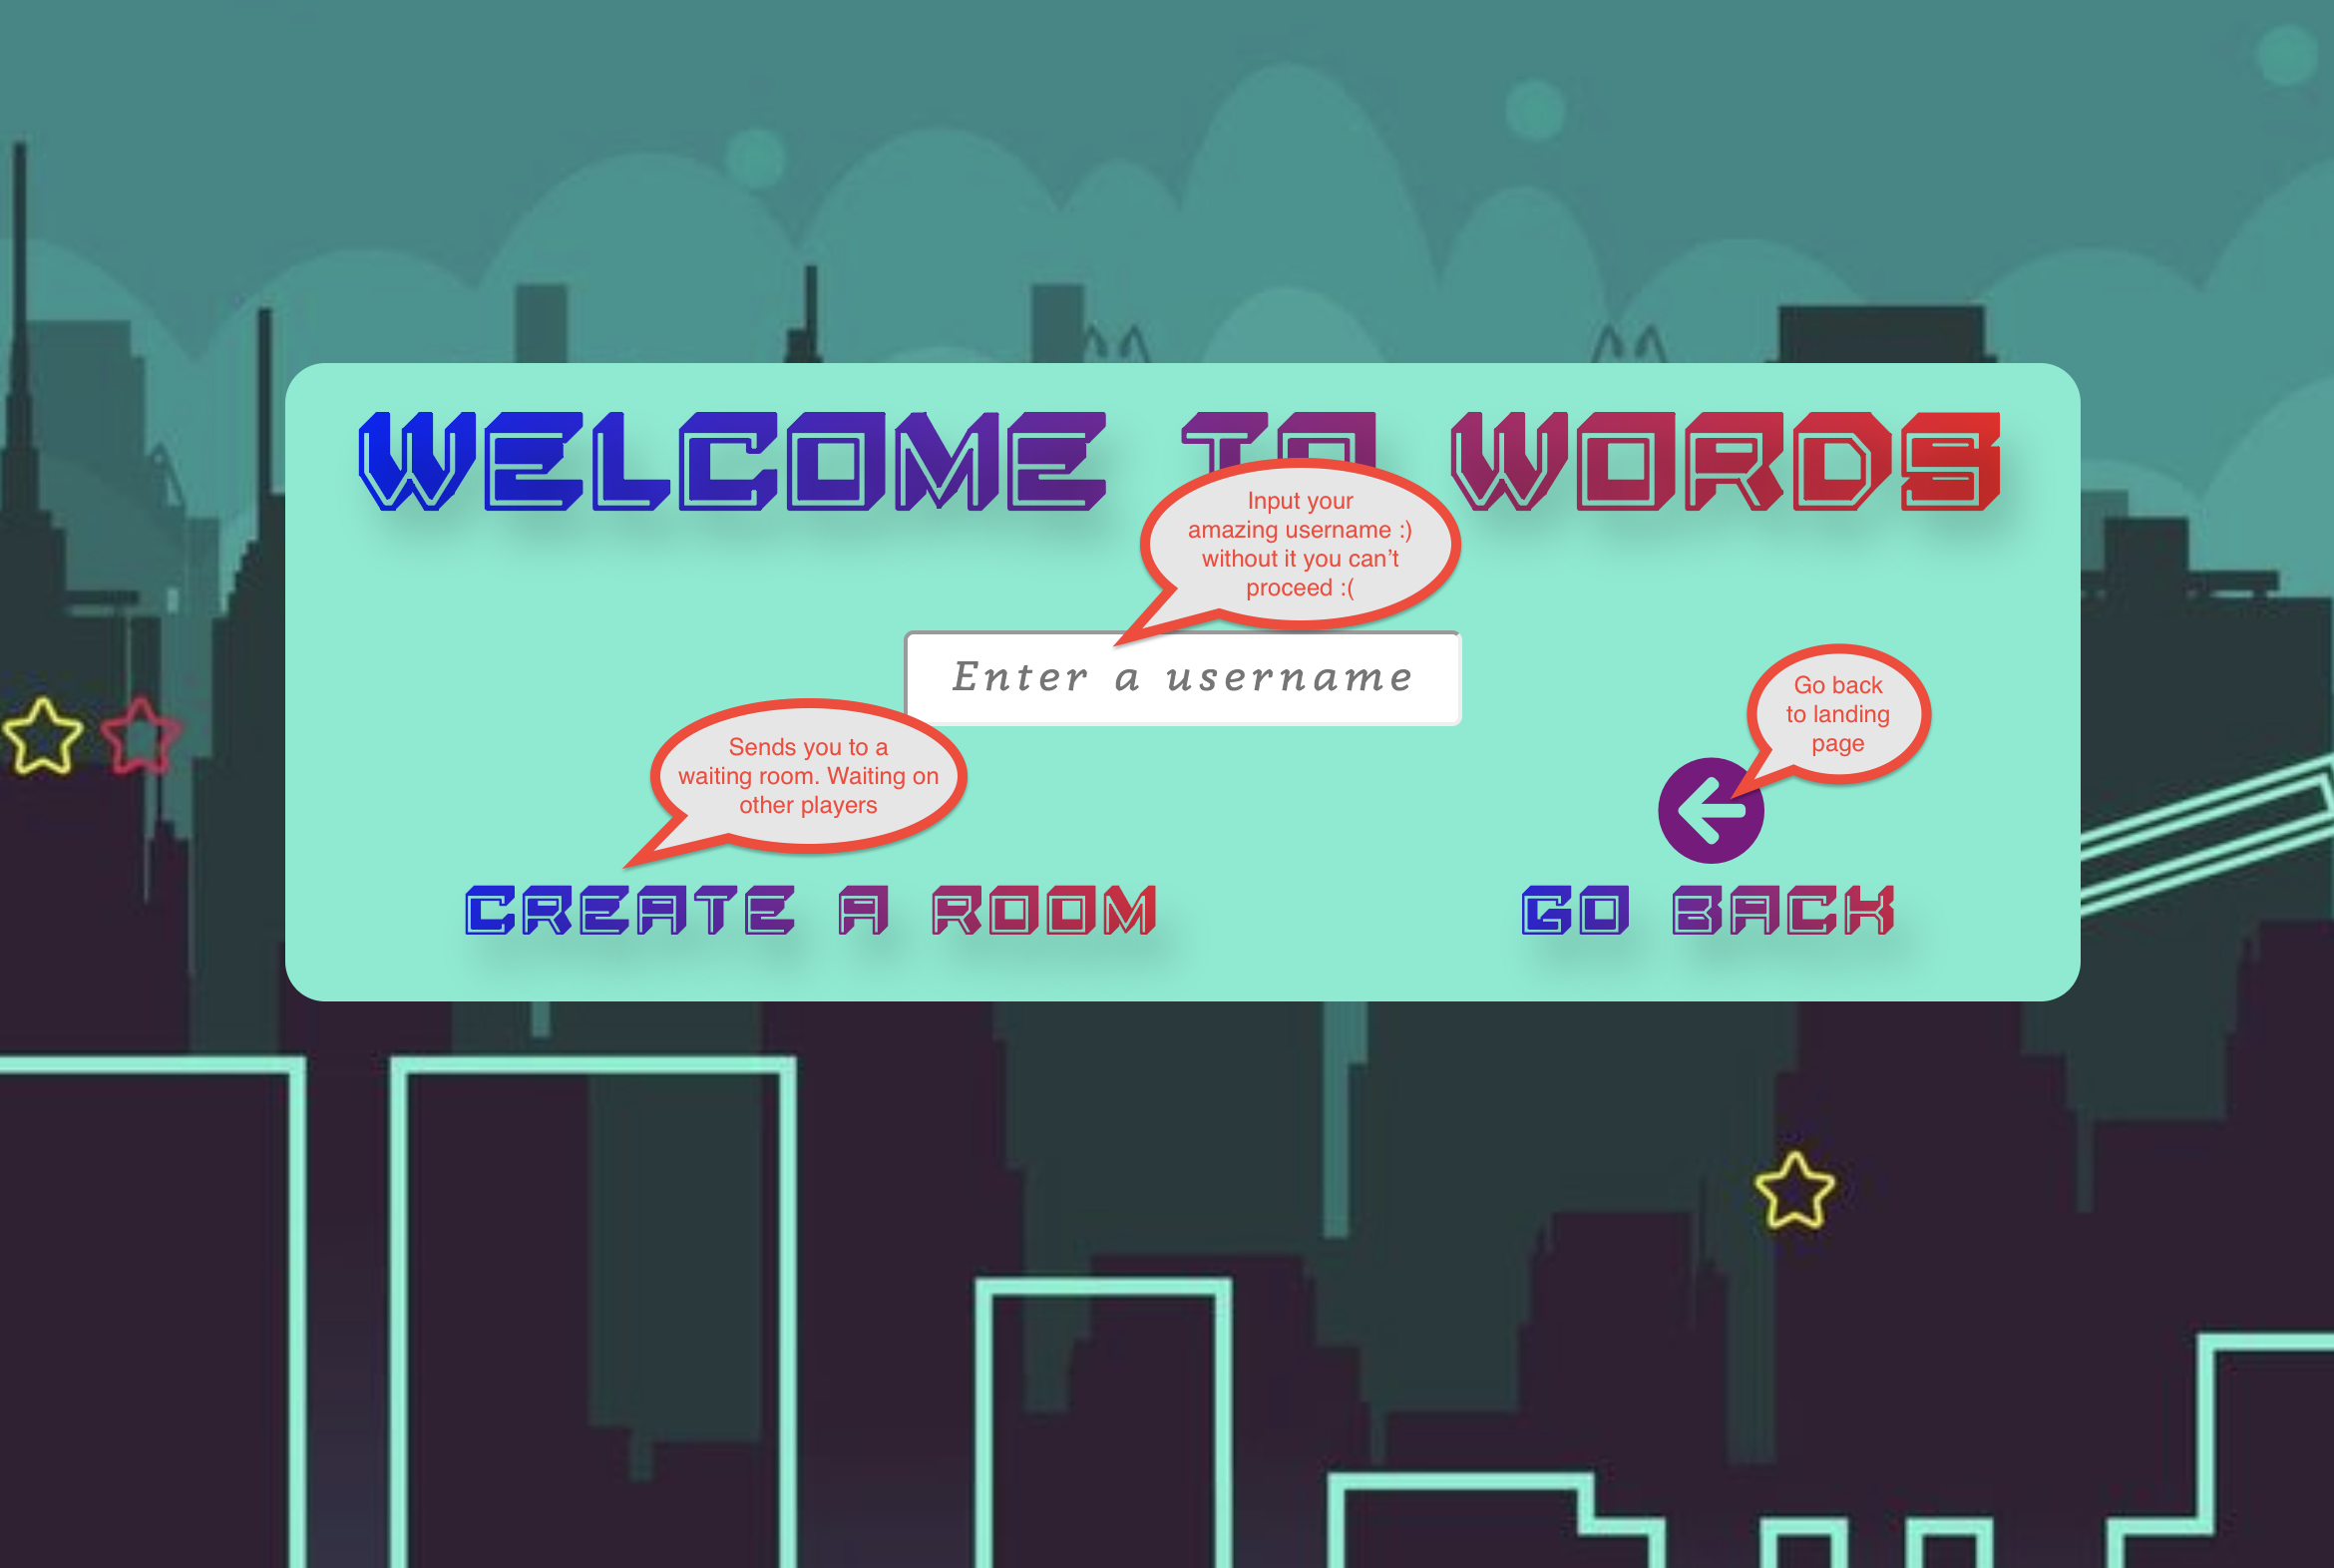 WELCOME TO WORDS
Input your
amazing username :)
without it you can’t
proceed :(
Enter a username
Go back
to landing
page
Sends you to a
waiting room. Waiting on
other players
CREATE A ROOM
GO BACK